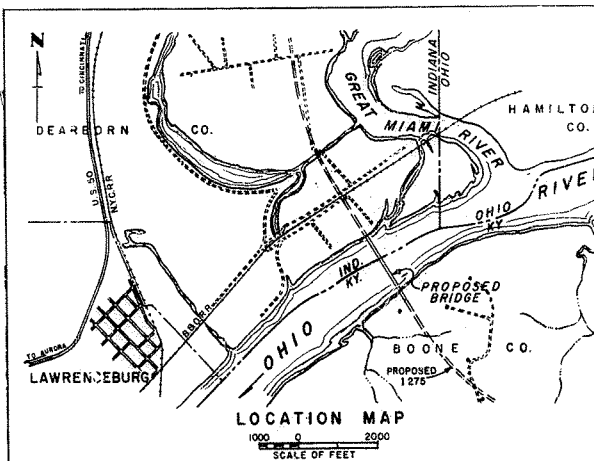 N
TO CINCINNATI
DEARBORN CO.
U.S. 50
N.Y.C.R.R.
GREAT MIAMI RIVER
INDIANA
OHIO
HAMILTON
CO.
OHIO
KY.
IND.
KY.
OHIO RIVER
PROPOSED
BRIDGE
B&O R.R.
BOONE CO.
PROPOSED
I 275
TO AURORA
LAWRENCEBURG
LOCATION MAP
1000 0 2000
SCALE OF FEET